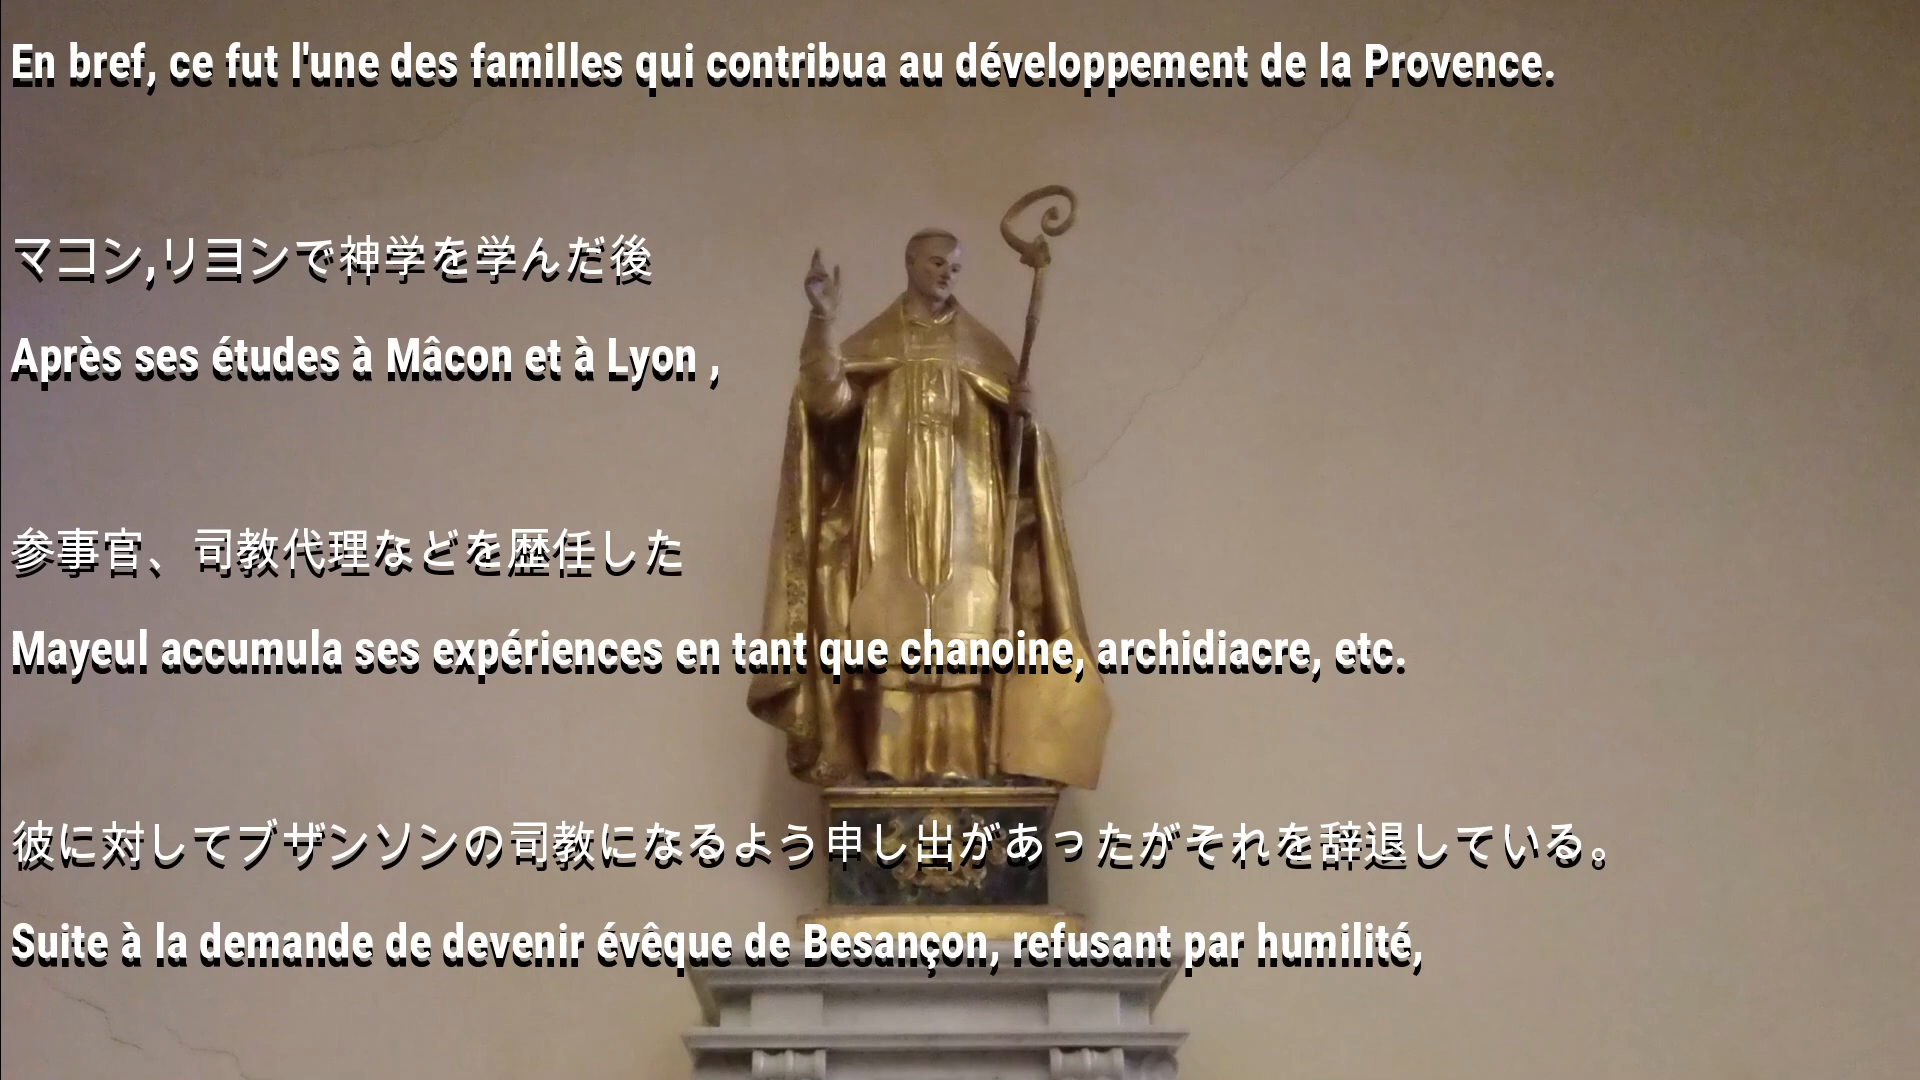 En bref, ce fut l'une des familles qui contribua au développement de la Provence.
マコン,リヨンで神学を学んだ後
Après ses études à Mâcon et à Lyon ,
参事官、司教代理などを歴任した
Mayeul accumula ses expériences en tant que chanoine, archidiacre, etc.
彼に対してブザンソンの司教になるよう申し出があったがそれを辞退している。
Suite à la demande de devenir évêque de Besançon, refusant par humilité,